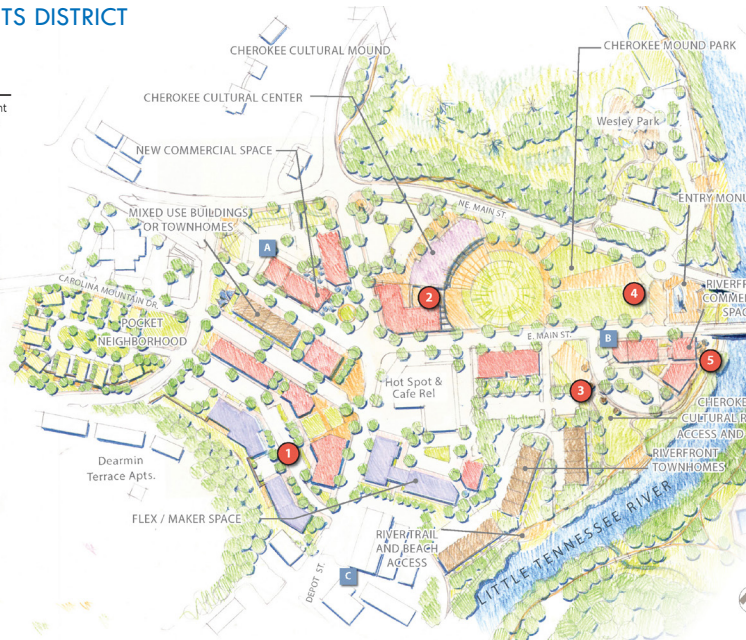 TS DISTRICT
nt
CHEROKEE CULTURAL MOUND
CHEROKEE MOUND PARK
CHEROKEE CULTURAL CENTER
Wesley Park
NEW COMMERCIAL SPACE
ENTRY MONU
NE. MAIN ST.
MIXED USE BUILDINGS
OR TOWNHOMES
A
CAROLINA MOUNTAIN DR.
RIVERF
COMME
SPAC
2
4
POCKET
NEIGHBORHOOD
E. MAIN ST.
B
5
Hot Spot &
Cafe Rel
3
CHEROKE
CULTURAL R
ACCESS AND
1
Dearmin
Terrace Apts.
RIVERFRONT
TOWNHOMES
FLEX / MAKER SPACE
RIVER TRAIL
AND BEACH
ACCESS
LITTLE TENNESSEE RIVER
DEPOT ST.
C